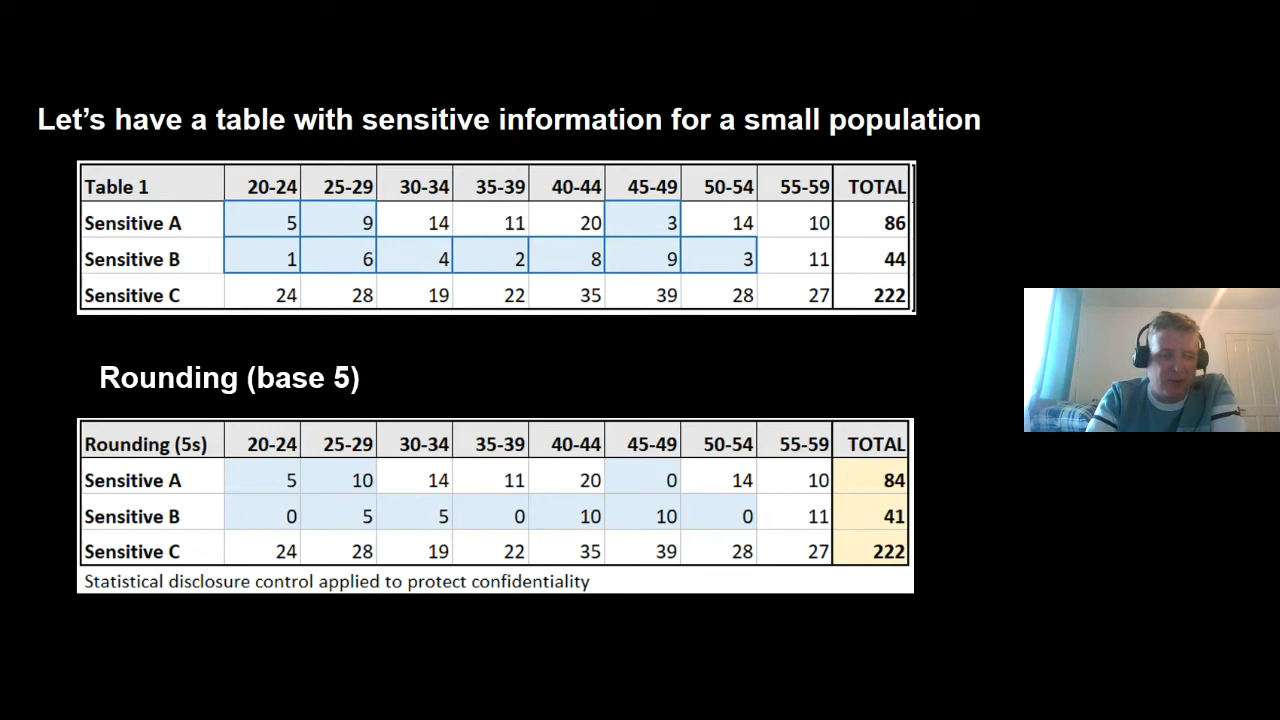 Let’s have a table with sensitive information for a small population
Table 1 20-24 25-29 30-34 35-39 40-44 45-49 50-54 55-59 TOTAL
Sensitive A 5 9 14 11 20 3 14 10 86
Sensitive B 1 6 4 2 8 9 3 11 44
Sensitive C 24 28 19 22 35 39 28 27 222
Rounding (base 5)
Rounding (5s) 20-24 25-29 30-34 35-39 40-44 45-49 50-54 55-59 TOTAL
Sensitive A 5 10 14 11 20 0 14 10 84
Sensitive B 0 5 5 0 10 10 0 11 41
Sensitive C 24 28 19 22 35 39 28 27 222
Statistical disclosure control applied to protect confidentiality